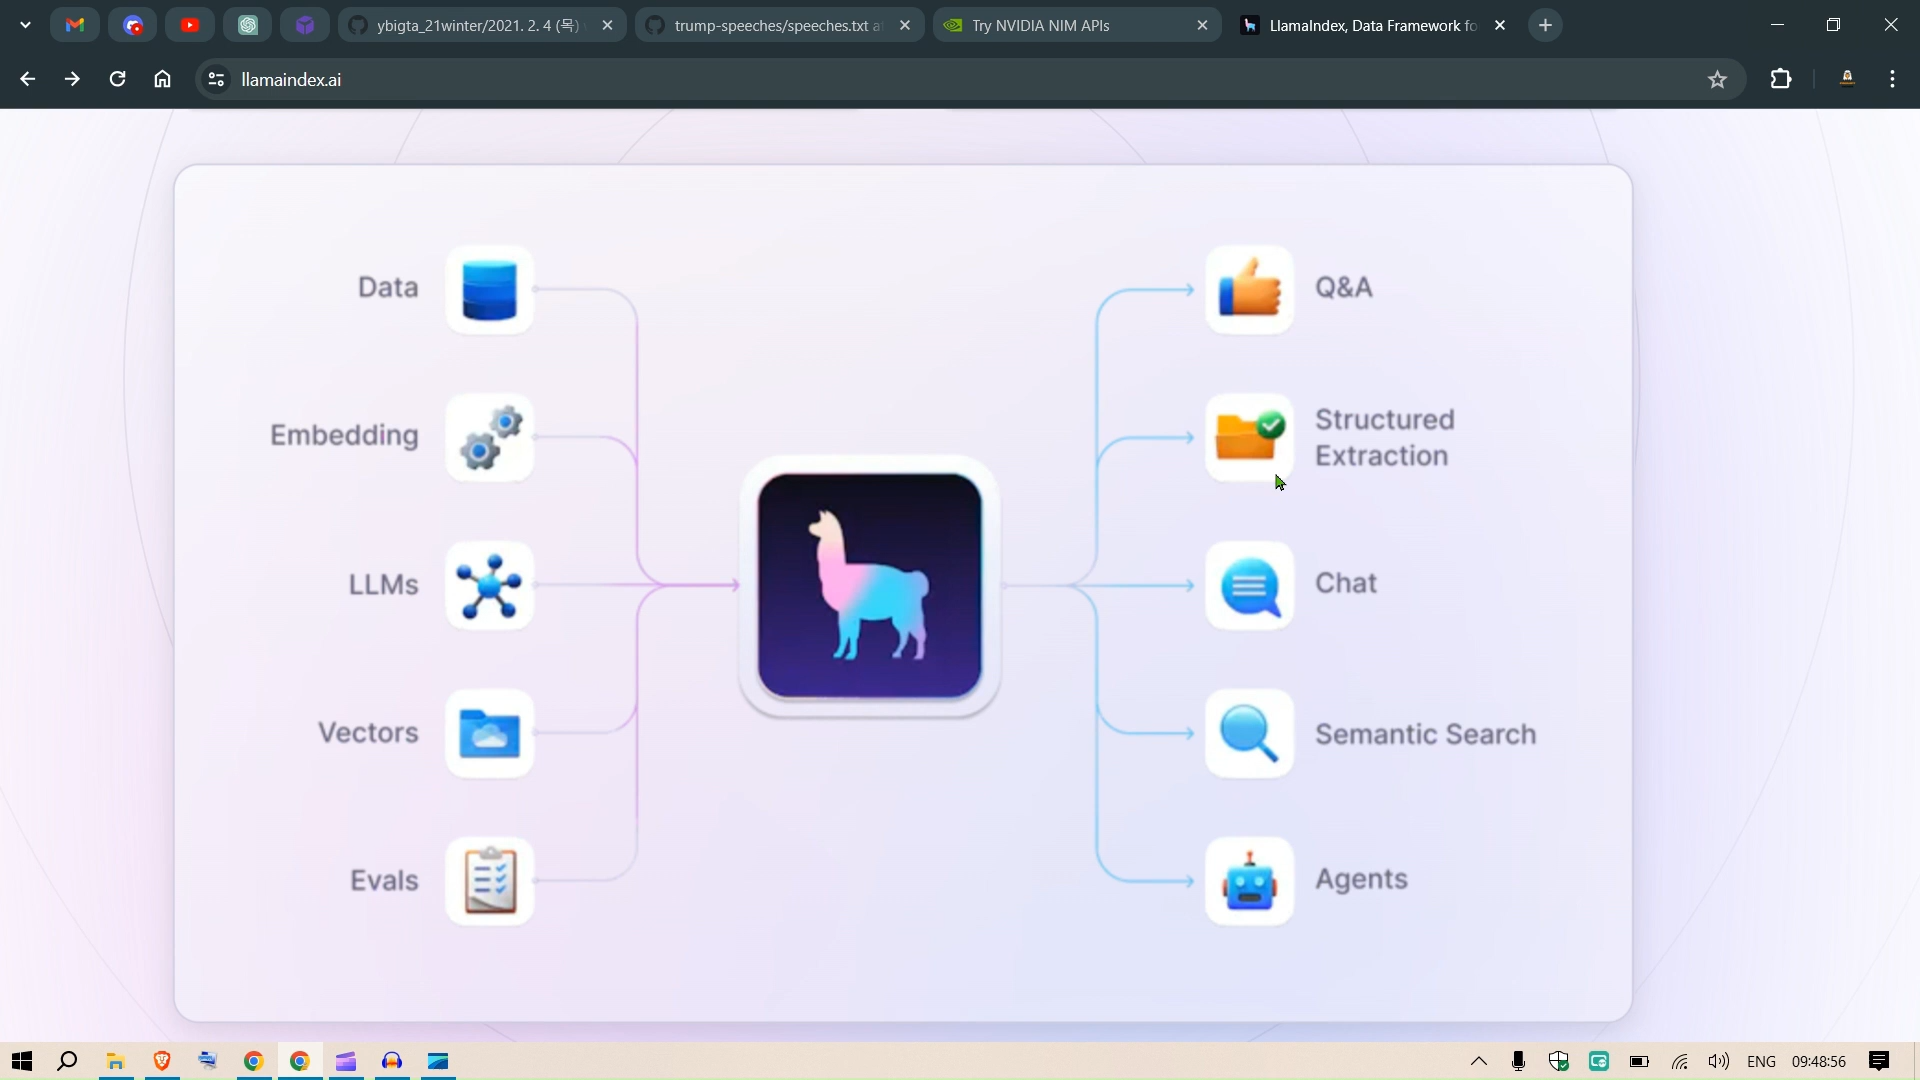 ybigta_21winter/2021. 2. 4 (목)
trump-speeches/speeches.txt a
Try NVIDIA NIM APIs
LlamaIndex, Data Framework fo
llamaindex.ai
Data
Q&A
Structured
Extraction
Embedding
LLMs
Chat
Vectors
Semantic Search
Evals
Agents
ENG
09:48:56